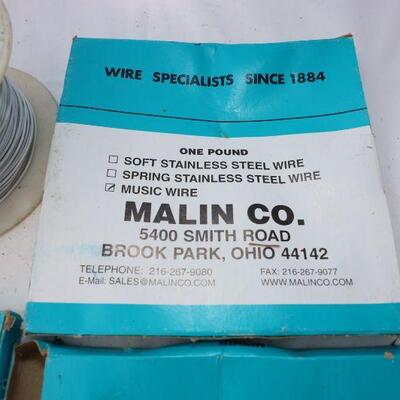 WIRE SPECIALISTS SINCE 1884
ONE POUND
☐ SOFT STAINLESS STEEL WIRE
☐ SPRING STAINLESS STEEL WIRE
☑ MUSIC WIRE
MALIN CO.
5400 SMITH ROAD
BROOK PARK, OHIO 44142
TELEPHONE: 216-267-9080 FAX: 216-267-9077
E-Mail: SALES@MALINCO.COM WWW.MALINCO.COM
MALIN